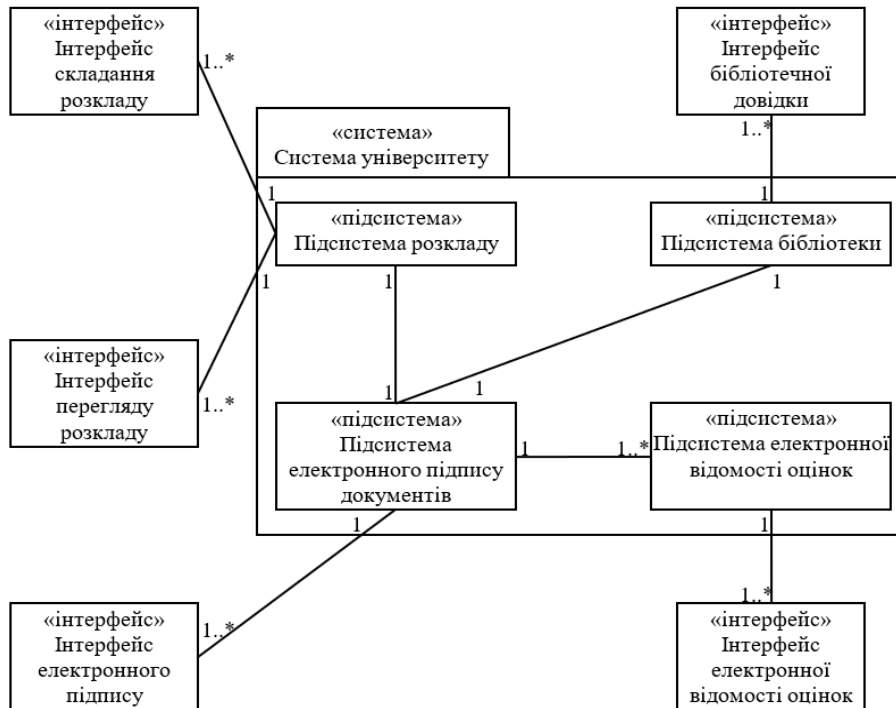 «інтерфейс»
Інтерфейс
складання
розкладу
1..*
«інтерфейс»
Інтерфейс
бібліотечної
довідки
1..*
«система»
Система університету
1
«підсистема»
Підсистема розкладу
1
1
1
«підсистема»
Підсистема бібліотеки
1
«інтерфейс»
Інтерфейс
перегляду
розкладу
1..*
1
1
«підсистема»
Підсистема
електронного підпису
документів
1
1..*
«підсистема»
Підсистема електронної
відомості оцінок
1
1
«інтерфейс»
Інтерфейс
електронного
підпису
1..*
1..*
«інтерфейс»
Інтерфейс
електронної
відомості оцінок